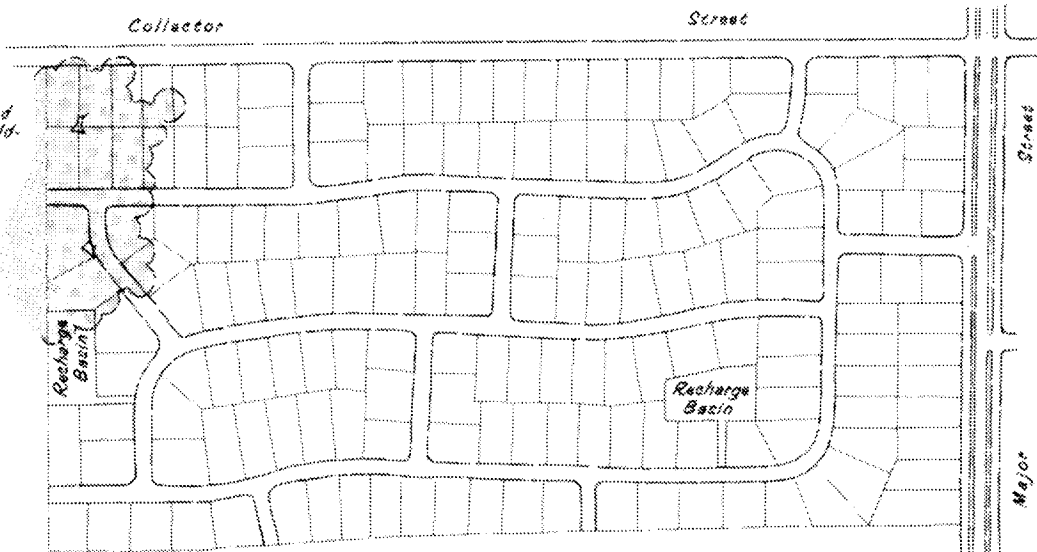 Collector
Street
Street
Recharge
Basin
Recharge
Basin
Major